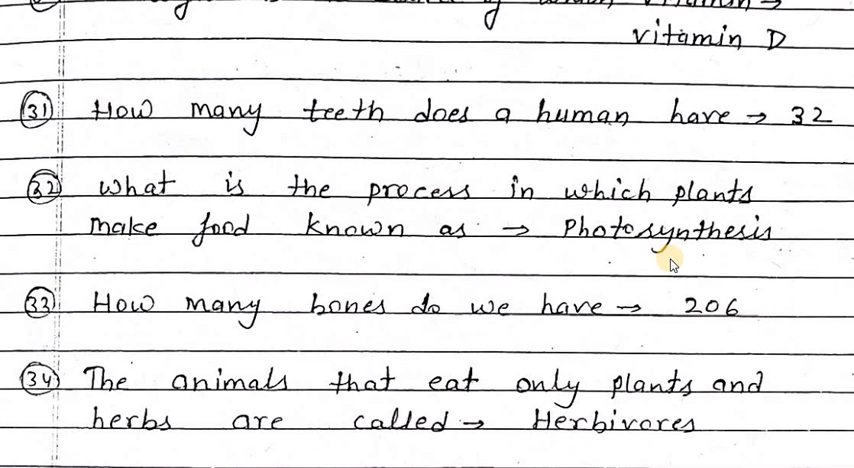 vitamin D
(31) How many teeth does a human have → 32
(32) What is the process in which plants
make food known as → Photosynthesis
(33) How many bones do we have → 206
(34) The animals that eat only plants and
herbs are called → Herbivores